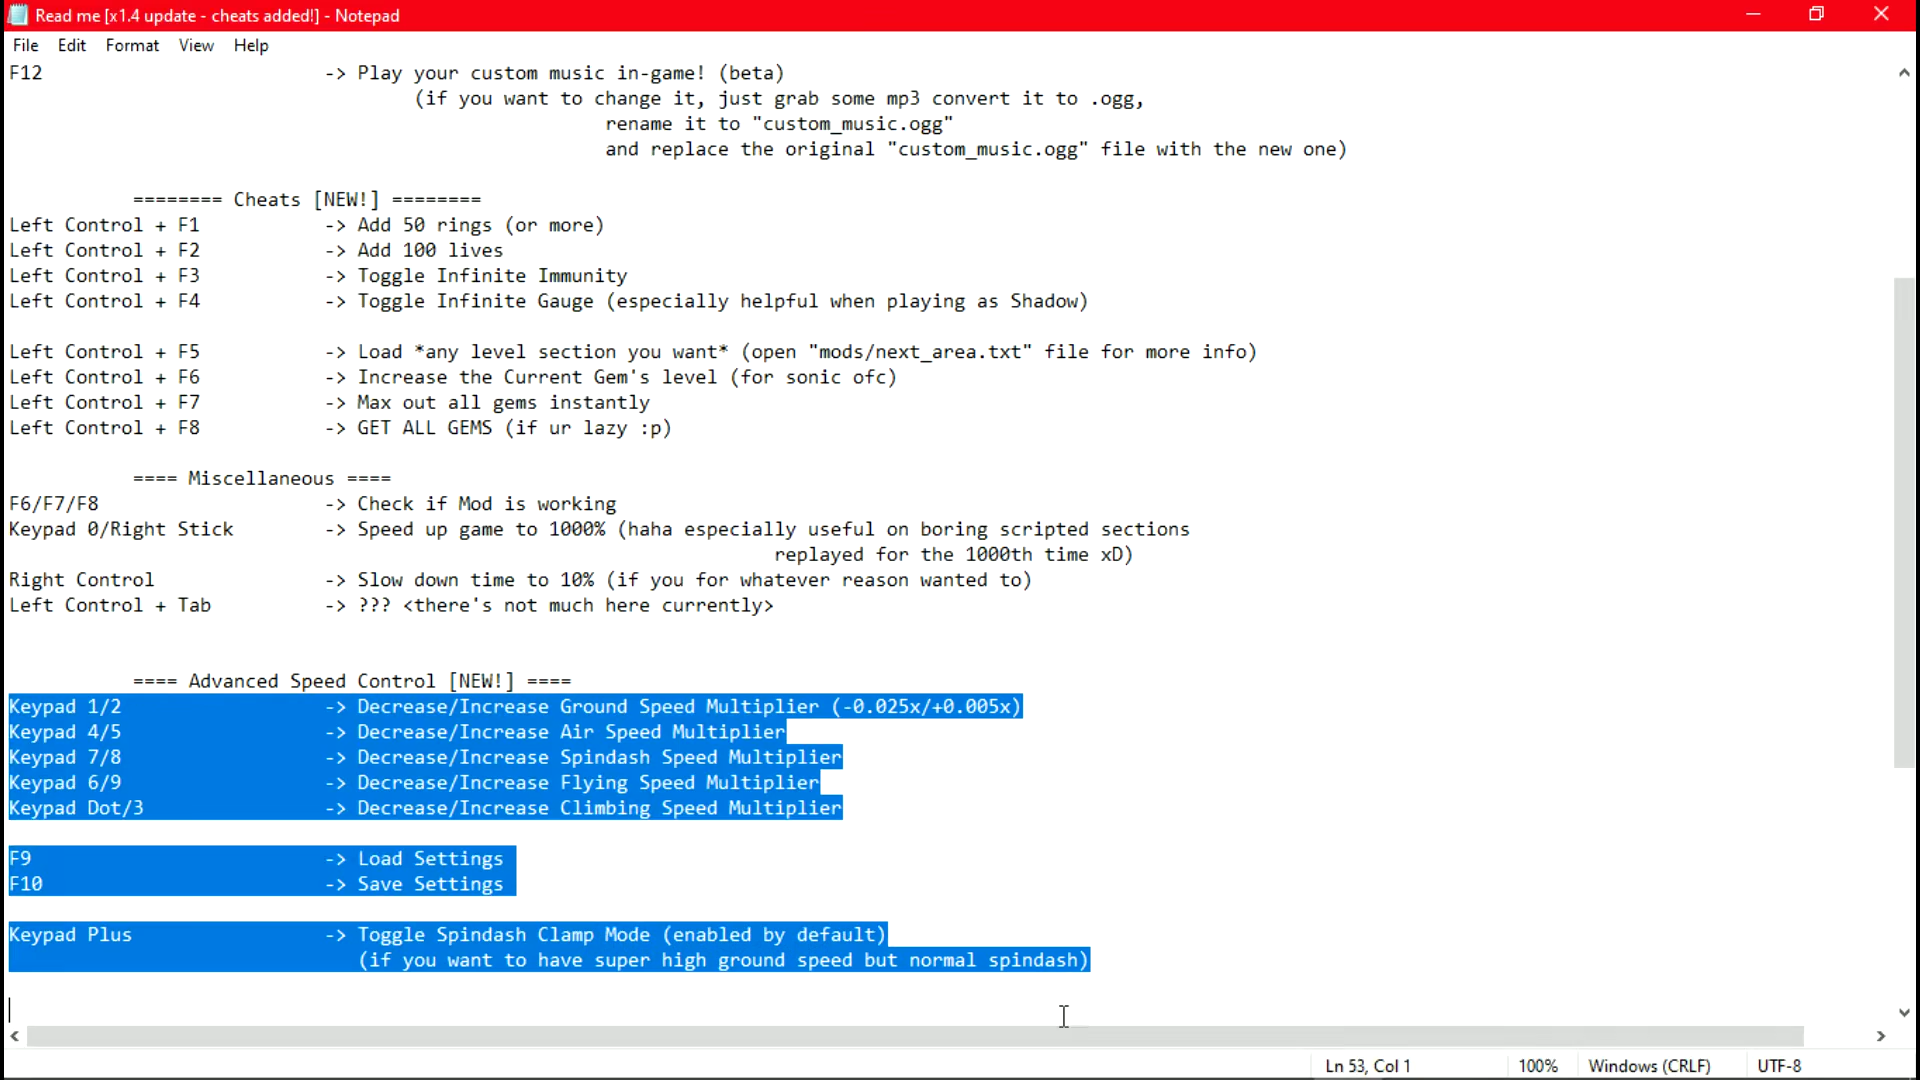 Read me [x1.4 update - cheats added!] - Notepad
File Edit Format View Help
F12 -> Play your custom music in-game! (beta)
(if you want to change it, just grab some mp3 convert it to .ogg,
rename it to "custom_music.ogg"
and replace the original "custom_music.ogg" file with the new one)
======== Cheats [NEW!] ========
Left Control + F1 -> Add 50 rings (or more)
Left Control + F2 -> Add 100 lives
Left Control + F3 -> Toggle Infinite Immunity
Left Control + F4 -> Toggle Infinite Gauge (especially helpful when playing as Shadow)
Left Control + F5 -> Load *any level section you want* (open "mods/next_area.txt" file for more info)
Left Control + F6 -> Increase the Current Gem's level (for sonic ofc)
Left Control + F7 -> Max out all gems instantly
Left Control + F8 -> GET ALL GEMS (if ur lazy :p)
==== Miscellaneous ====
F6/F7/F8 -> Check if Mod is working
Keypad 0/Right Stick -> Speed up game to 1000% (haha especially useful on boring scripted sections
replayed for the 1000th time xD)
Right Control -> Slow down time to 10% (if you for whatever reason wanted to)
Left Control + Tab -> ??? <there's not much here currently>
==== Advanced Speed Control [NEW!] ====
Keypad 1/2 -> Decrease/Increase Ground Speed Multiplier (-0.025x/+0.005x)
Keypad 4/5 -> Decrease/Increase Air Speed Multiplier
Keypad 7/8 -> Decrease/Increase Spindash Speed Multiplier
Keypad 6/9 -> Decrease/Increase Flying Speed Multiplier
Keypad Dot/3 -> Decrease/Increase Climbing Speed Multiplier
F9 -> Load Settings
F10 -> Save Settings
Keypad Plus -> Toggle Spindash Clamp Mode (enabled by default)
(if you want to have super high ground speed but normal spindash)
Ln 53, Col 1 100% Windows (CRLF) UTF-8